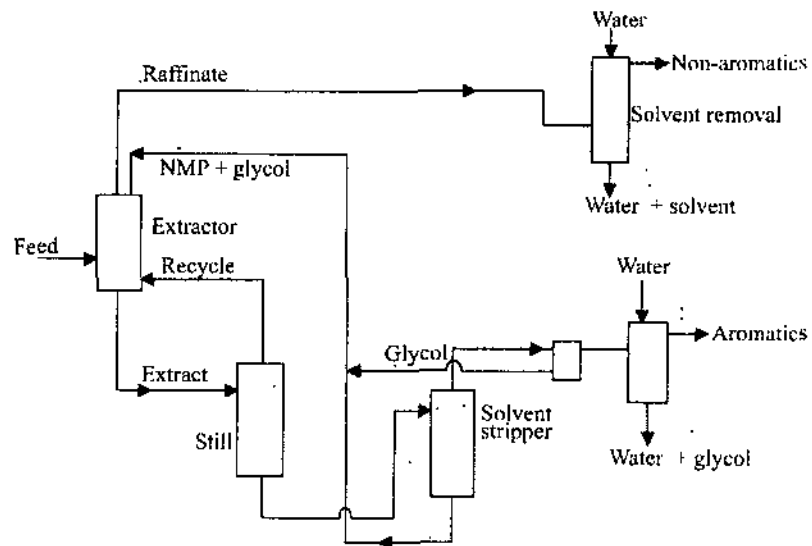 Water
Raffinate
Non-aromatics
Solvent removal
NMP + glycol
Water + solvent
Extractor
Feed
Recycle
Water
Glycol
Aromatics
Extract
Solvent
stripper
Still
Water + glycol